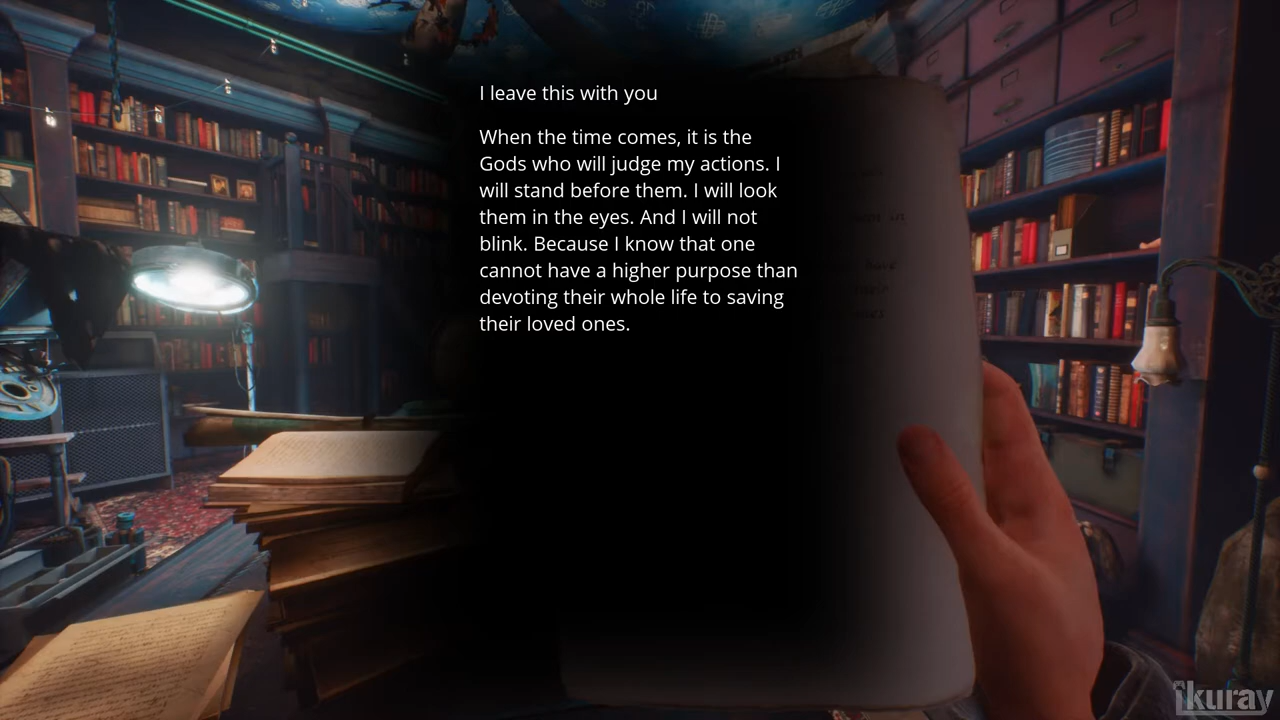 I leave this with you
When the time comes, it is the
Gods who will judge my actions. I
will stand before them. I will look
them in the eyes. And I will not
blink. Because I know that one
cannot have a higher purpose than
devoting their whole life to saving
their loved ones.
ikuray